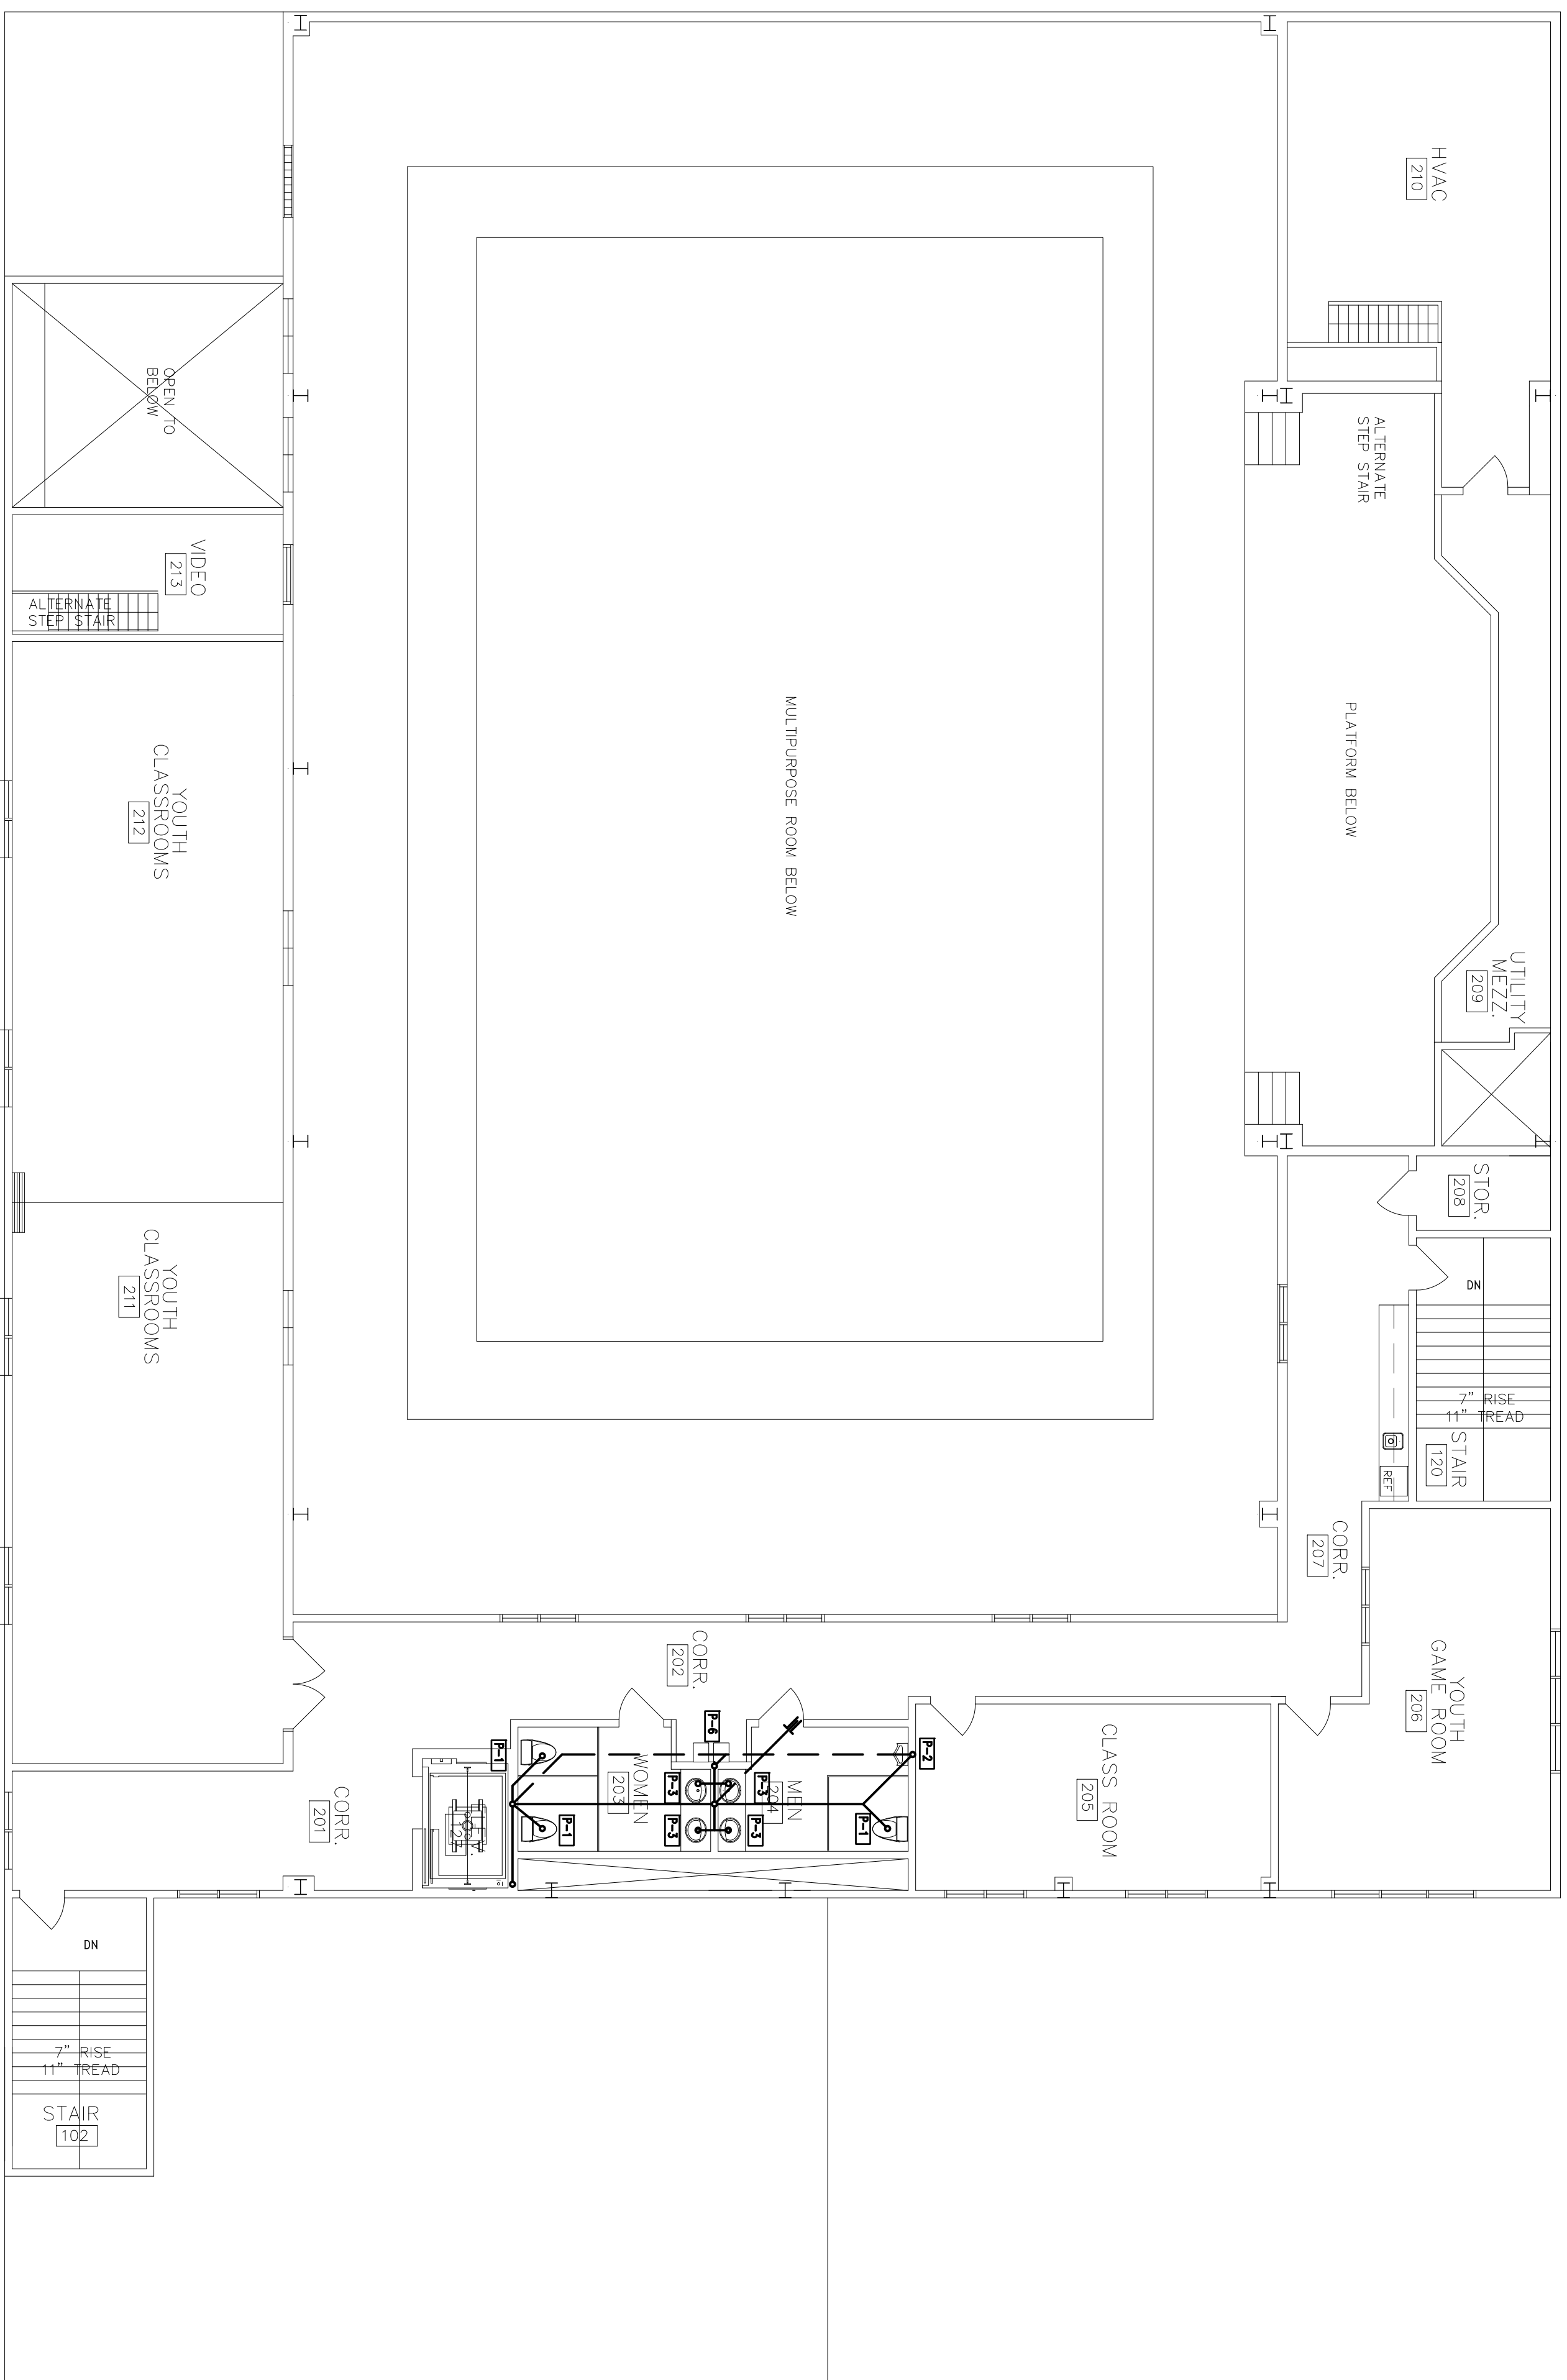 HVAC
210
ALTERNATE
STEP STAIR
PLATFORM BELOW
UTILITY
MEZZ.
209
STOR.
208
DN
7" RISE
11" TREAD
STAIR
120
REF
CORR.
207
YOUTH
GAME ROOM
206
MULTIPURPOSE ROOM BELOW
CORR.
202
CLASS ROOM
205
P-2
P-6
P-1
WOMEN
203
MEN
204
P-3
P-3
P-3
P-3
P-1
P-1
OPEN TO
BELOW
VIDEO
213
ALTERNATE
STEP STAIR
YOUTH
CLASSROOMS
212
YOUTH
CLASSROOMS
211
CORR.
201
DN
7" RISE
11" TREAD
STAIR
102